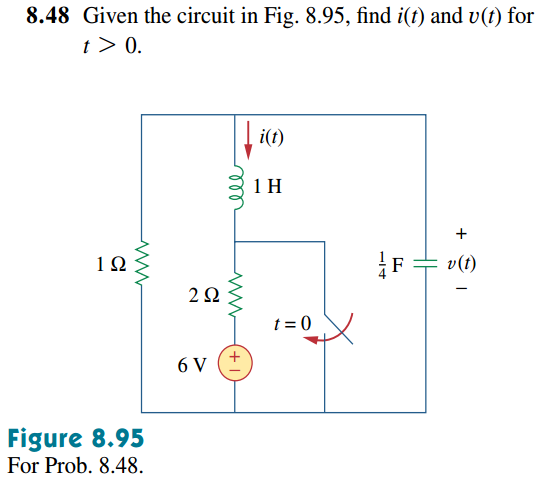 8.48 Given the circuit in Fig. 8.95, find i(t) and v(t) for
t > 0.
i(t)
1 H
1 Ω
2 Ω
t = 0
6 V
+
−
1/4 F
+
v(t)
−
Figure 8.95
For Prob. 8.48.